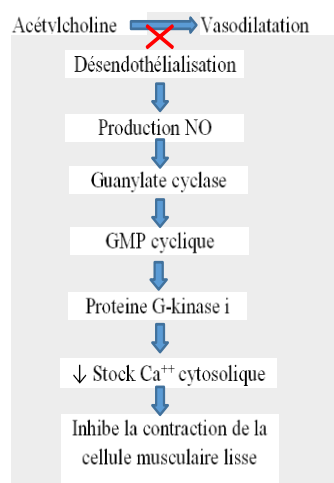 Acétylcholine Vasodilatation
Désendothélialisation
Production NO
Guanylate cyclase
GMP cyclique
Proteine G-kinase i
↓ Stock Ca⁺⁺ cytosolique
Inhibe la contraction de la
cellule musculaire lisse